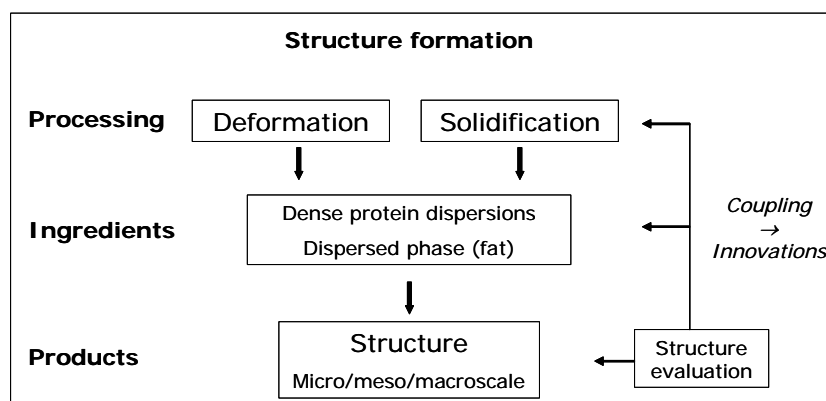 Structure formation
Processing
Deformation
Solidification
Ingredients
Dense protein dispersions
Dispersed phase (fat)
Coupling
→
Innovations
Products
Structure
Micro/meso/macroscale
Structure
evaluation